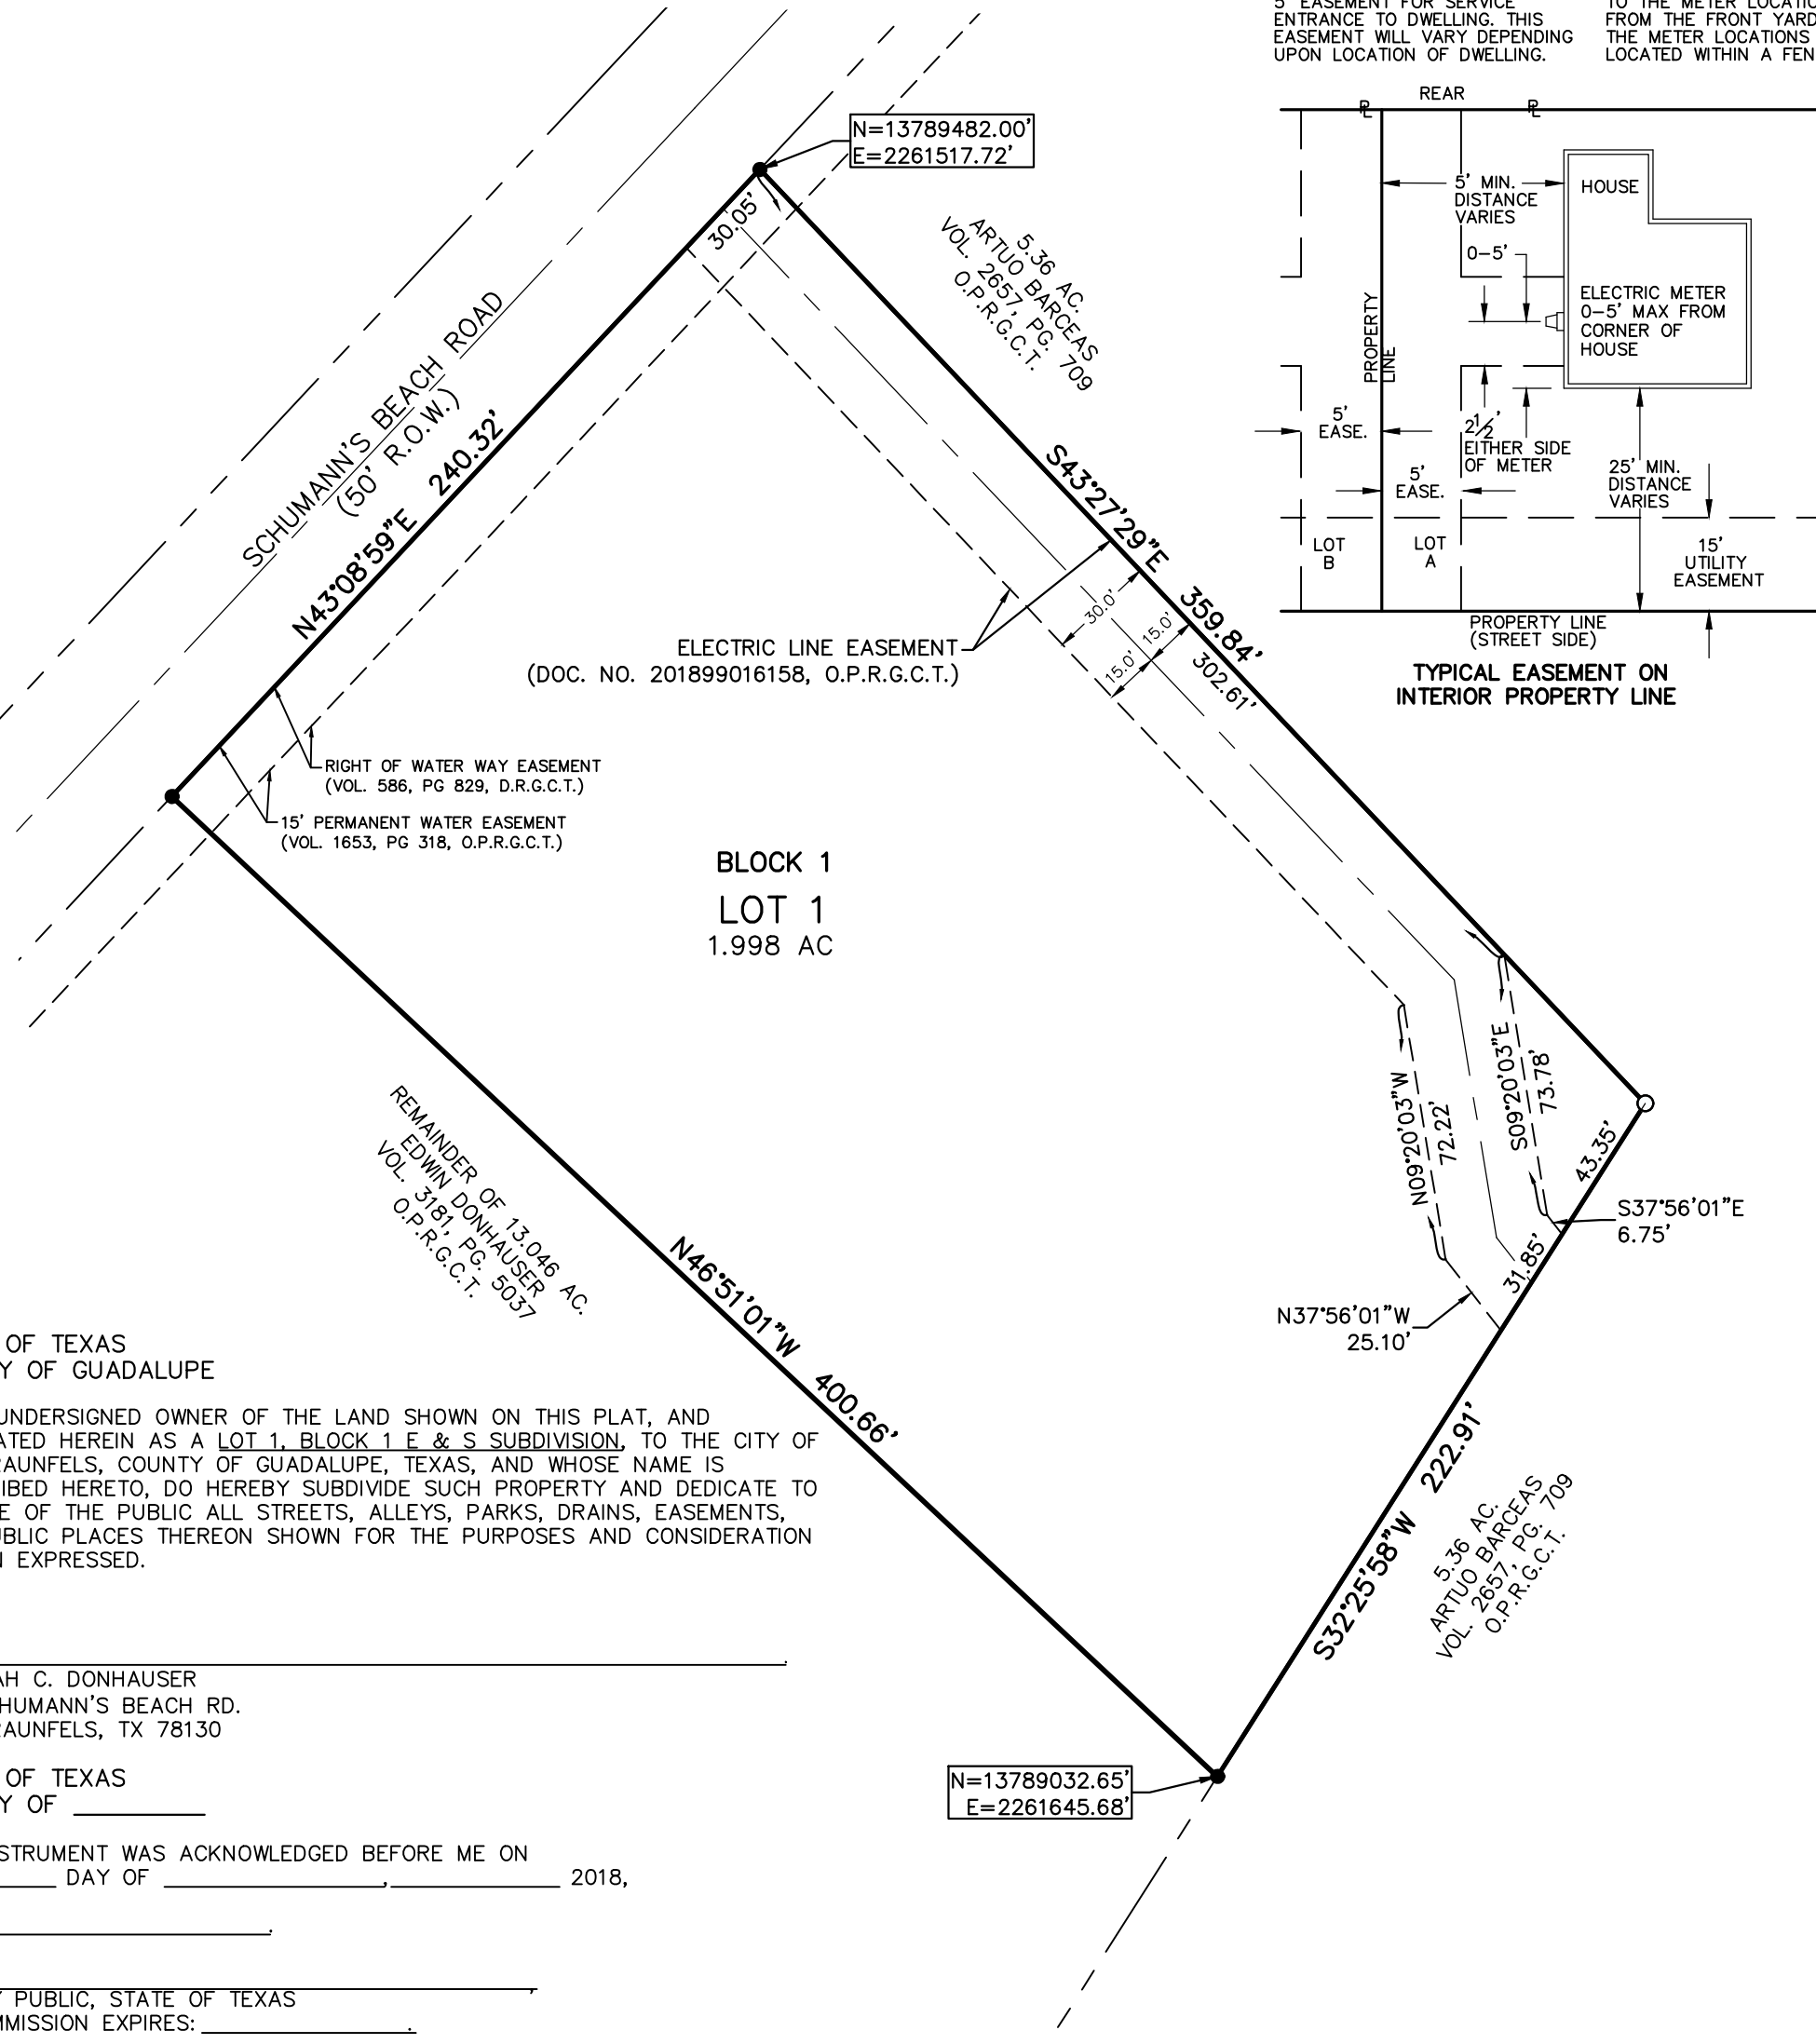 5' EASEMENT FOR SERVICE
ENTRANCE TO DWELLING. THIS
EASEMENT WILL VARY DEPENDING
UPON LOCATION OF DWELLING.
TO THE METER LOCATIO
FROM THE FRONT YARD
THE METER LOCATIONS
LOCATED WITHIN A FEN
REAR
PL
PL
5' MIN.
DISTANCE
VARIES
HOUSE
0-5'
ELECTRIC METER
0-5' MAX FROM
CORNER OF
HOUSE
PROPERTY
LINE
5'
EASE.
2 1/2'
EITHER SIDE
OF METER
5'
EASE.
25' MIN.
DISTANCE
VARIES
LOT
B
LOT
A
15'
UTILITY
EASEMENT
PROPERTY LINE
(STREET SIDE)
TYPICAL EASEMENT ON
INTERIOR PROPERTY LINE
N=13789482.00'
E=2261517.72'
30.05'
5.36 AC.
ARTUO BARCEAS
VOL. 2657, PG. 709
O.P.R.G.C.T.
SCHUMANN'S BEACH ROAD
(50' R.O.W.)
N43°08'59"E 240.32'
S43°27'29"E 359.84'
302.61'
30.0'
15.0'
15.0'
ELECTRIC LINE EASEMENT
(DOC. NO. 201899016158, O.P.R.G.C.T.)
RIGHT OF WATER WAY EASEMENT
(VOL. 586, PG 829, D.R.G.C.T.)
15' PERMANENT WATER EASEMENT
(VOL. 1653, PG 318, O.P.R.G.C.T.)
BLOCK 1
LOT 1
1.998 AC
N09°20'03"W
72.22'
S09°20'03"E
73.78'
43.35'
S37°56'01"E
6.75'
31.85'
N37°56'01"W
25.10'
REMAINDER OF 13.046 AC.
EDWIN DONHAUSER
VOL. 3181, PG. 5037
O.P.R.G.C.T.
N46°51'01"W 400.66'
S32°25'58"W 222.91'
5.36 AC.
ARTUO BARCEAS
VOL. 2657, PG. 709
O.P.R.G.C.T.
N=13789032.65'
E=2261645.68'
OF TEXAS
Y OF GUADALUPE
UNDERSIGNED OWNER OF THE LAND SHOWN ON THIS PLAT, AND
ATED HEREIN AS A LOT 1, BLOCK 1 E & S SUBDIVISION, TO THE CITY OF
RAUNFELS, COUNTY OF GUADALUPE, TEXAS, AND WHOSE NAME IS
IBED HERETO, DO HEREBY SUBDIVIDE SUCH PROPERTY AND DEDICATE TO
E OF THE PUBLIC ALL STREETS, ALLEYS, PARKS, DRAINS, EASEMENTS,
UBLIC PLACES THEREON SHOWN FOR THE PURPOSES AND CONSIDERATION
N EXPRESSED.
AH C. DONHAUSER
HUMANN'S BEACH RD.
RAUNFELS, TX 78130
OF TEXAS
Y OF __________
STRUMENT WAS ACKNOWLEDGED BEFORE ME ON
____ DAY OF ________________,____________ 2018,
Y PUBLIC, STATE OF TEXAS
MMISSION EXPIRES: ________________.